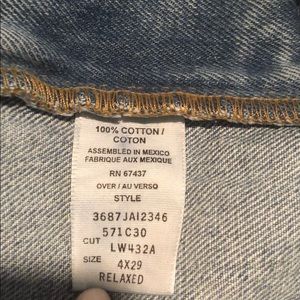 100% COTTON/
COTON
ASSEMBLED IN MEXICO
FABRIQUE AUX MEXIQUE
RN 67437
OVER / AU VERSO
STYLE
3687JAI2346
571C30
CUT LW432A
SIZE 4X29
RELAXED